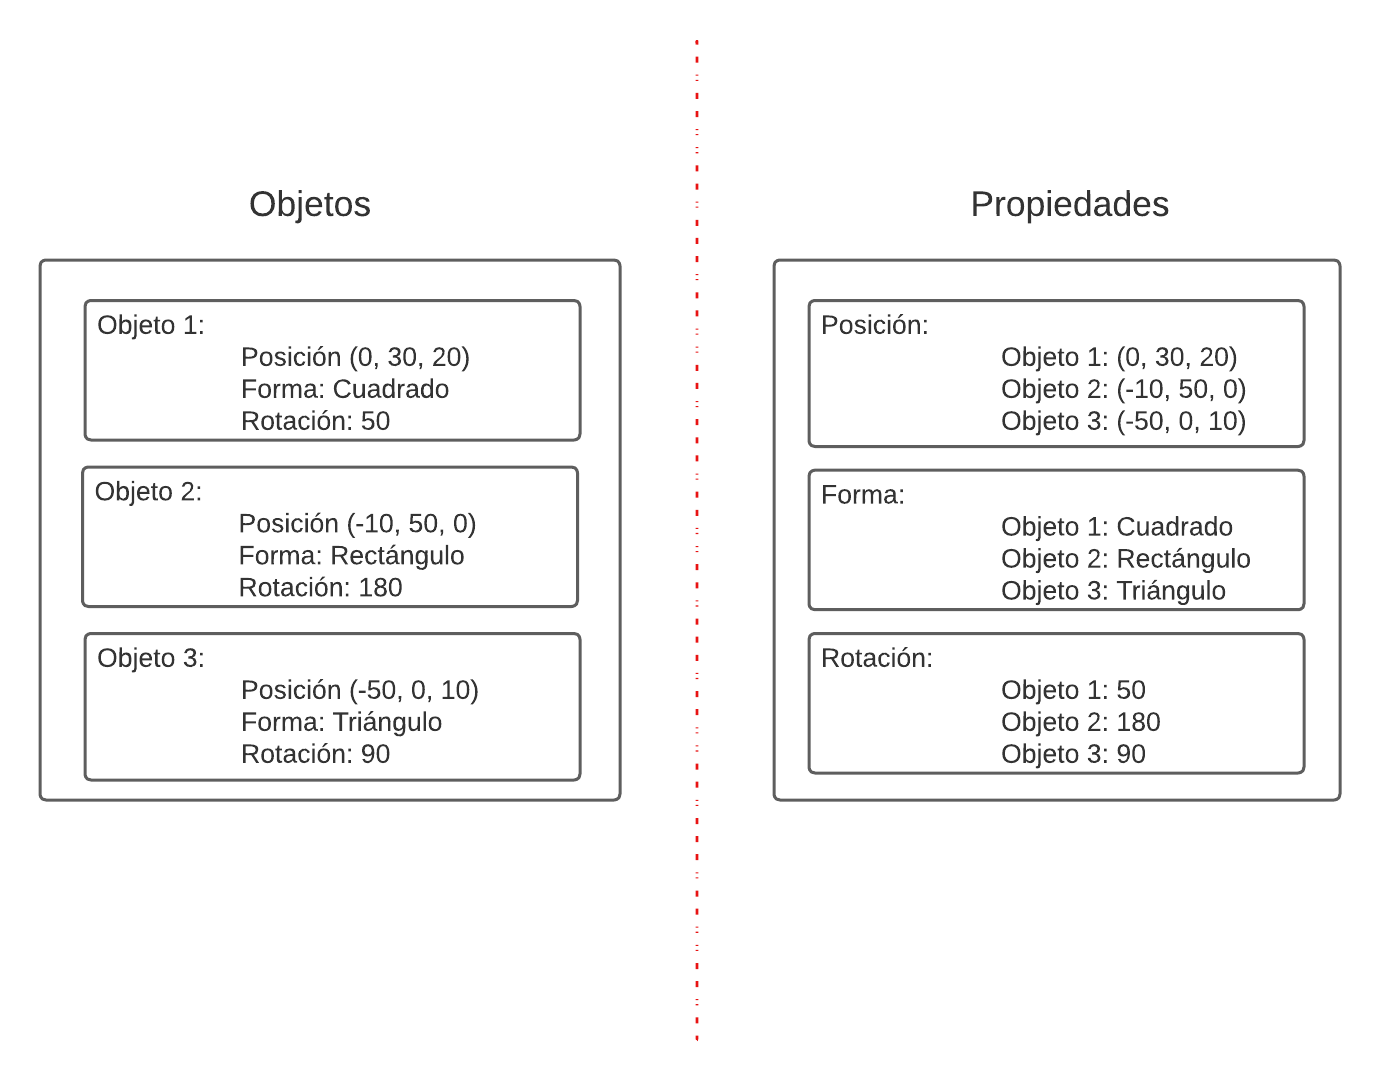 Objetos
Objeto 1:
Posición (0, 30, 20)
Forma: Cuadrado
Rotación: 50
Objeto 2:
Posición (-10, 50, 0)
Forma: Rectángulo
Rotación: 180
Objeto 3:
Posición (-50, 0, 10)
Forma: Triángulo
Rotación: 90
Propiedades
Posición:
Objeto 1: (0, 30, 20)
Objeto 2: (-10, 50, 0)
Objeto 3: (-50, 0, 10)
Forma:
Objeto 1: Cuadrado
Objeto 2: Rectángulo
Objeto 3: Triángulo
Rotación:
Objeto 1: 50
Objeto 2: 180
Objeto 3: 90